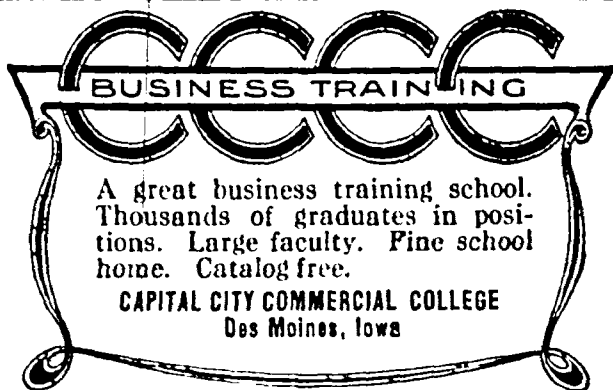 CCCC
BUSINESS TRAINING
A great business training school.
Thousands of graduates in posi-
tions. Large faculty. Fine school
home. Catalog free.
CAPITAL CITY COMMERCIAL COLLEGE
Des Moines, Iowa